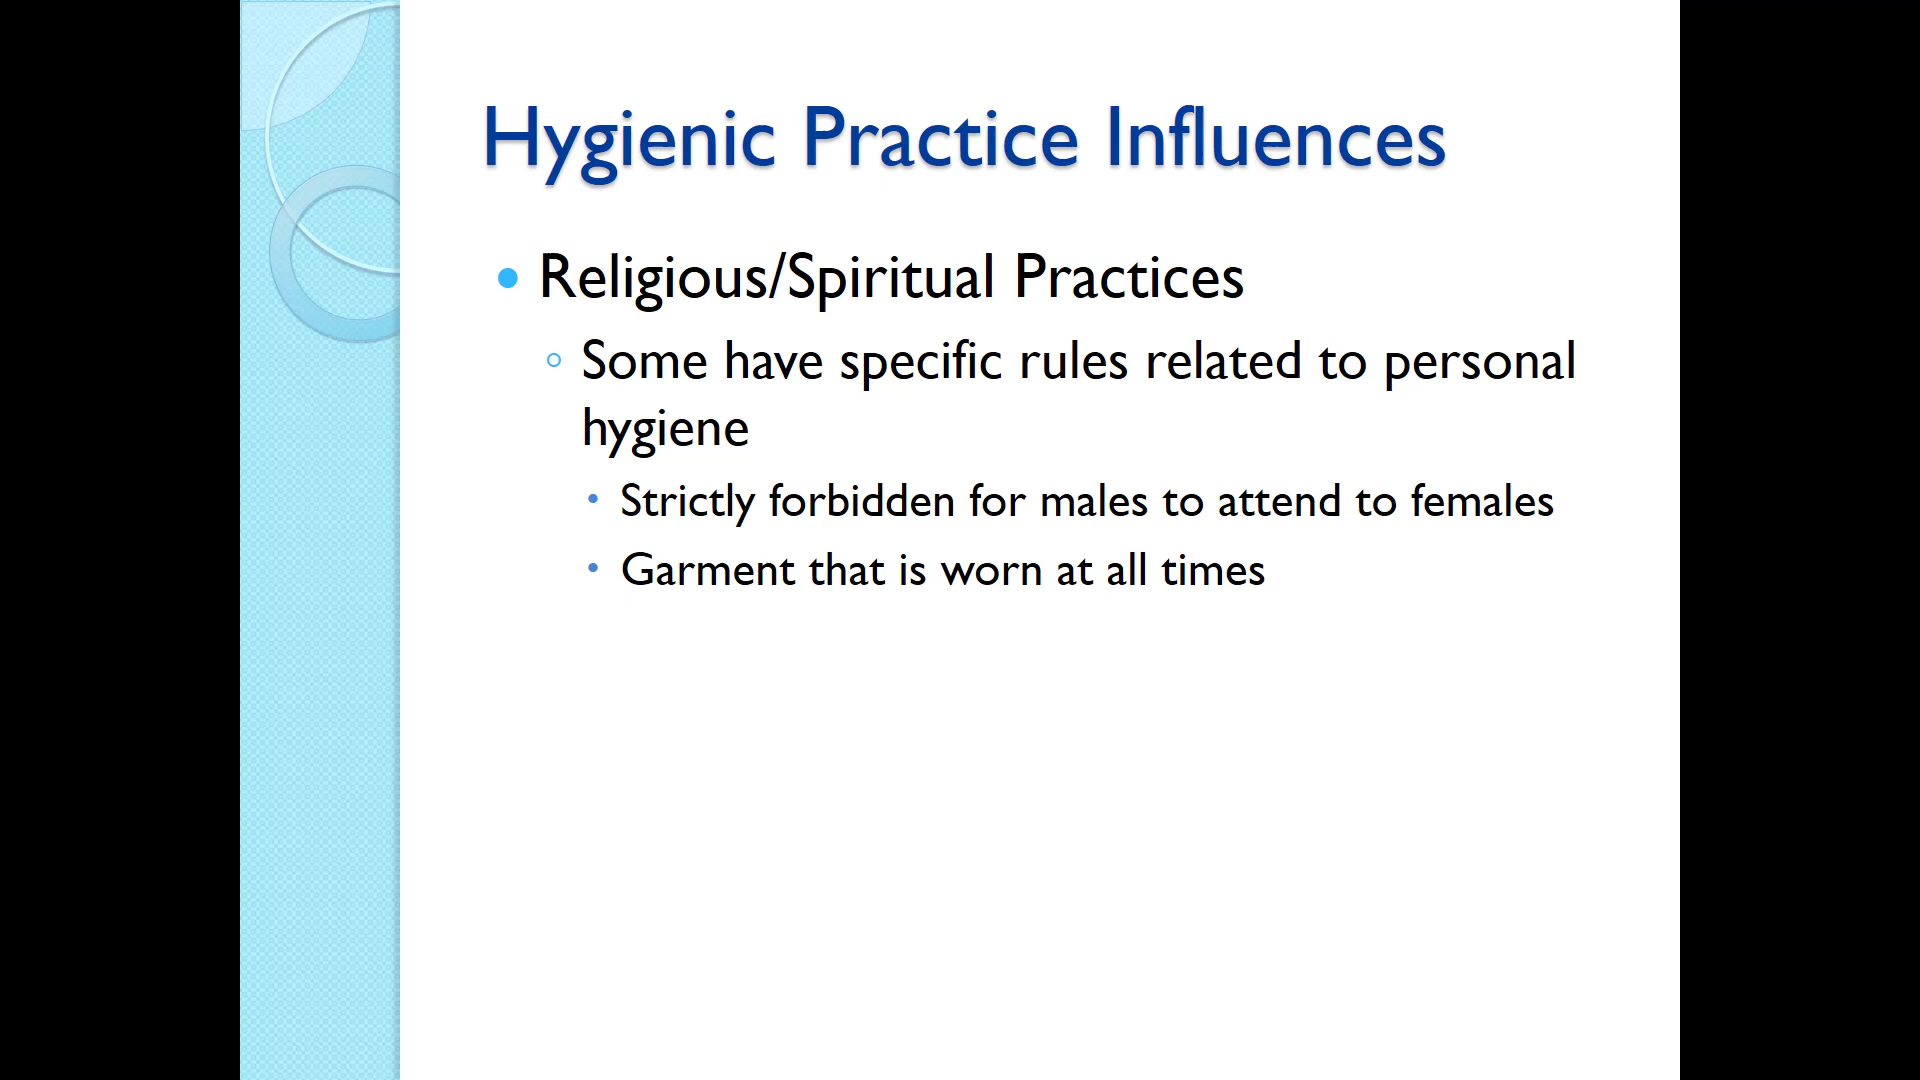 Hygienic Practice Influences
• Religious/Spiritual Practices
◦ Some have specific rules related to personal
hygiene
• Strictly forbidden for males to attend to females
• Garment that is worn at all times